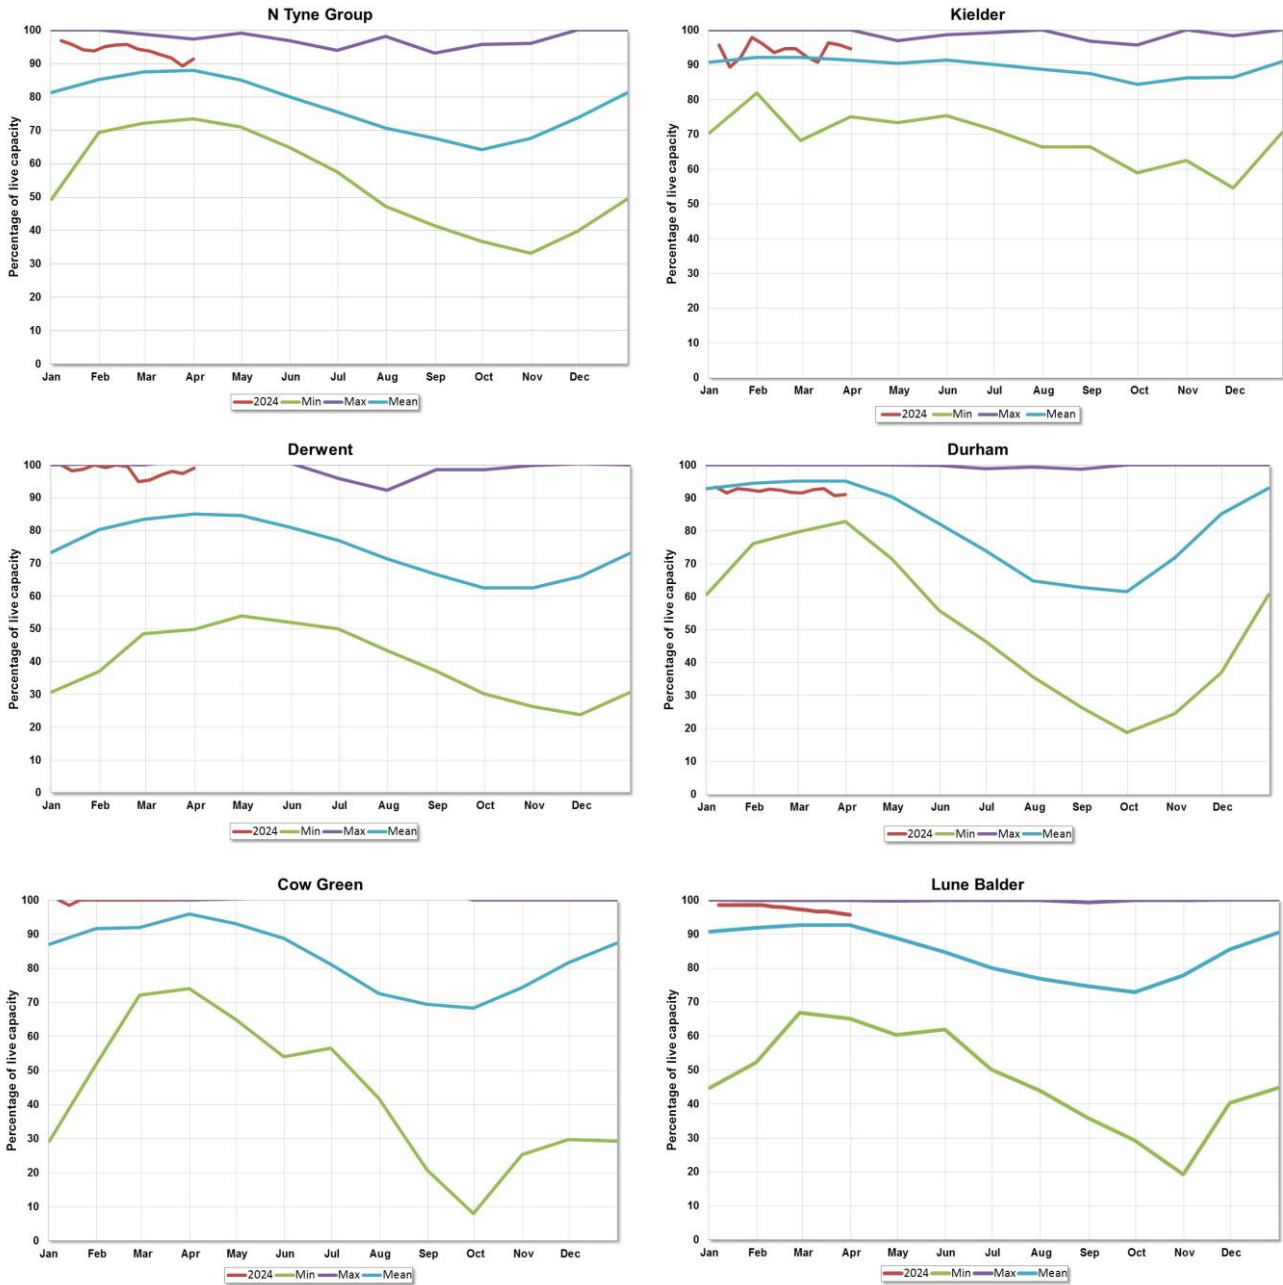 N Tyne Group
Percentage of live capacity
100
90
80
70
60
50
40
30
20
10
0
Jan Feb Mar Apr May Jun Jul Aug Sep Oct Nov Dec
2024 Min Max Mean
Kielder
Percentage of live capacity
100
90
80
70
60
50
40
30
20
10
0
Jan Feb Mar Apr May Jun Jul Aug Sep Oct Nov Dec
2024 Min Max Mean
Derwent
Percentage of live capacity
100
90
80
70
60
50
40
30
20
10
0
Jan Feb Mar Apr May Jun Jul Aug Sep Oct Nov Dec
2024 Min Max Mean
Durham
Percentage of live capacity
100
90
80
70
60
50
40
30
20
10
0
Jan Feb Mar Apr May Jun Jul Aug Sep Oct Nov Dec
2024 Min Max Mean
Cow Green
Percentage of live capacity
100
90
80
70
60
50
40
30
20
10
0
Jan Feb Mar Apr May Jun Jul Aug Sep Oct Nov Dec
2024 Min Max Mean
Lune Balder
Percentage of live capacity
100
90
80
70
60
50
40
30
20
10
0
Jan Feb Mar Apr May Jun Jul Aug Sep Oct Nov Dec
2024 Min Max Mean